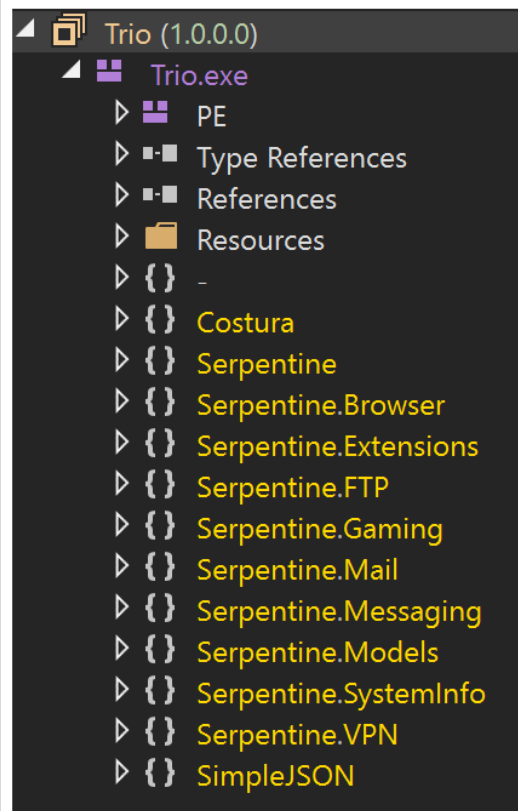 Trio (1.0.0.0)
Trio.exe
PE
Type References
References
Resources
{ } -
{ } Costura
{ } Serpentine
{ } Serpentine.Browser
{ } Serpentine.Extensions
{ } Serpentine.FTP
{ } Serpentine.Gaming
{ } Serpentine.Mail
{ } Serpentine.Messaging
{ } Serpentine.Models
{ } Serpentine.SystemInfo
{ } Serpentine.VPN
{ } SimpleJSON